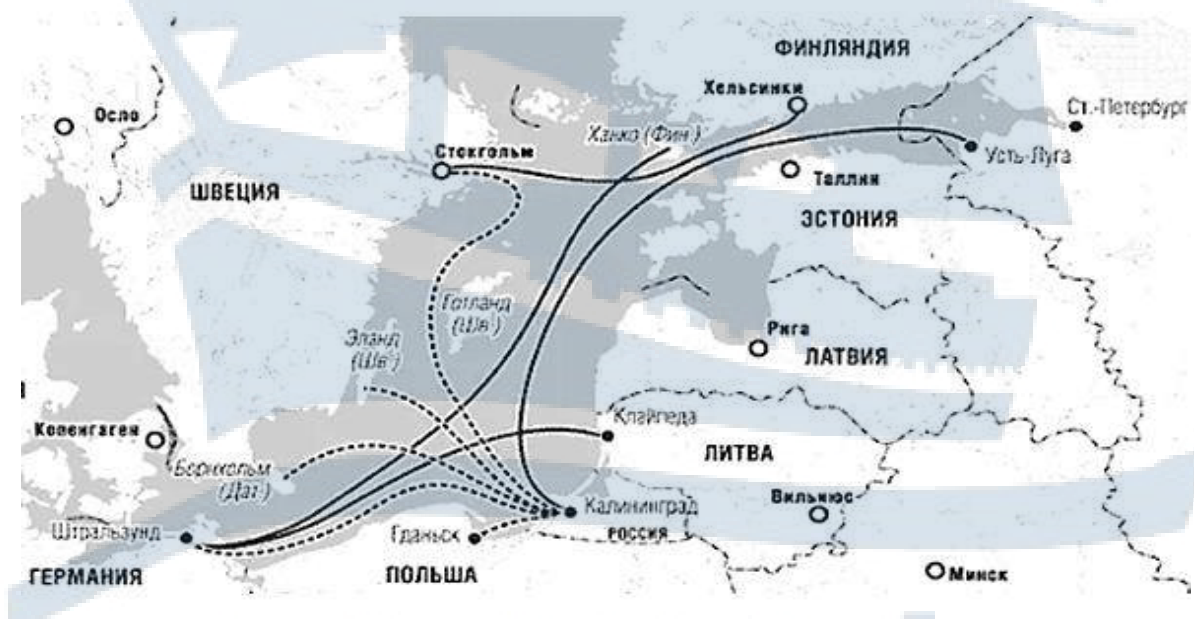 ФИНЛЯНДИЯ
Хельсинки
Ст.-Петербург
Осло
Ханко (Фин.)
Стокгольм
Усть-Луга
Таллин
ШВЕЦИЯ
ЭСТОНИЯ
Готланд
(Шв.)
Эланд
(Шв.)
Рига
ЛАТВИЯ
Клайпеда
Копенгаген
ЛИТВА
Борнхольм
(Дат.)
Вильнюс
Калининград
Штральзунд
Гданьск
РОССИЯ
ГЕРМАНИЯ
ПОЛЬША
Минск